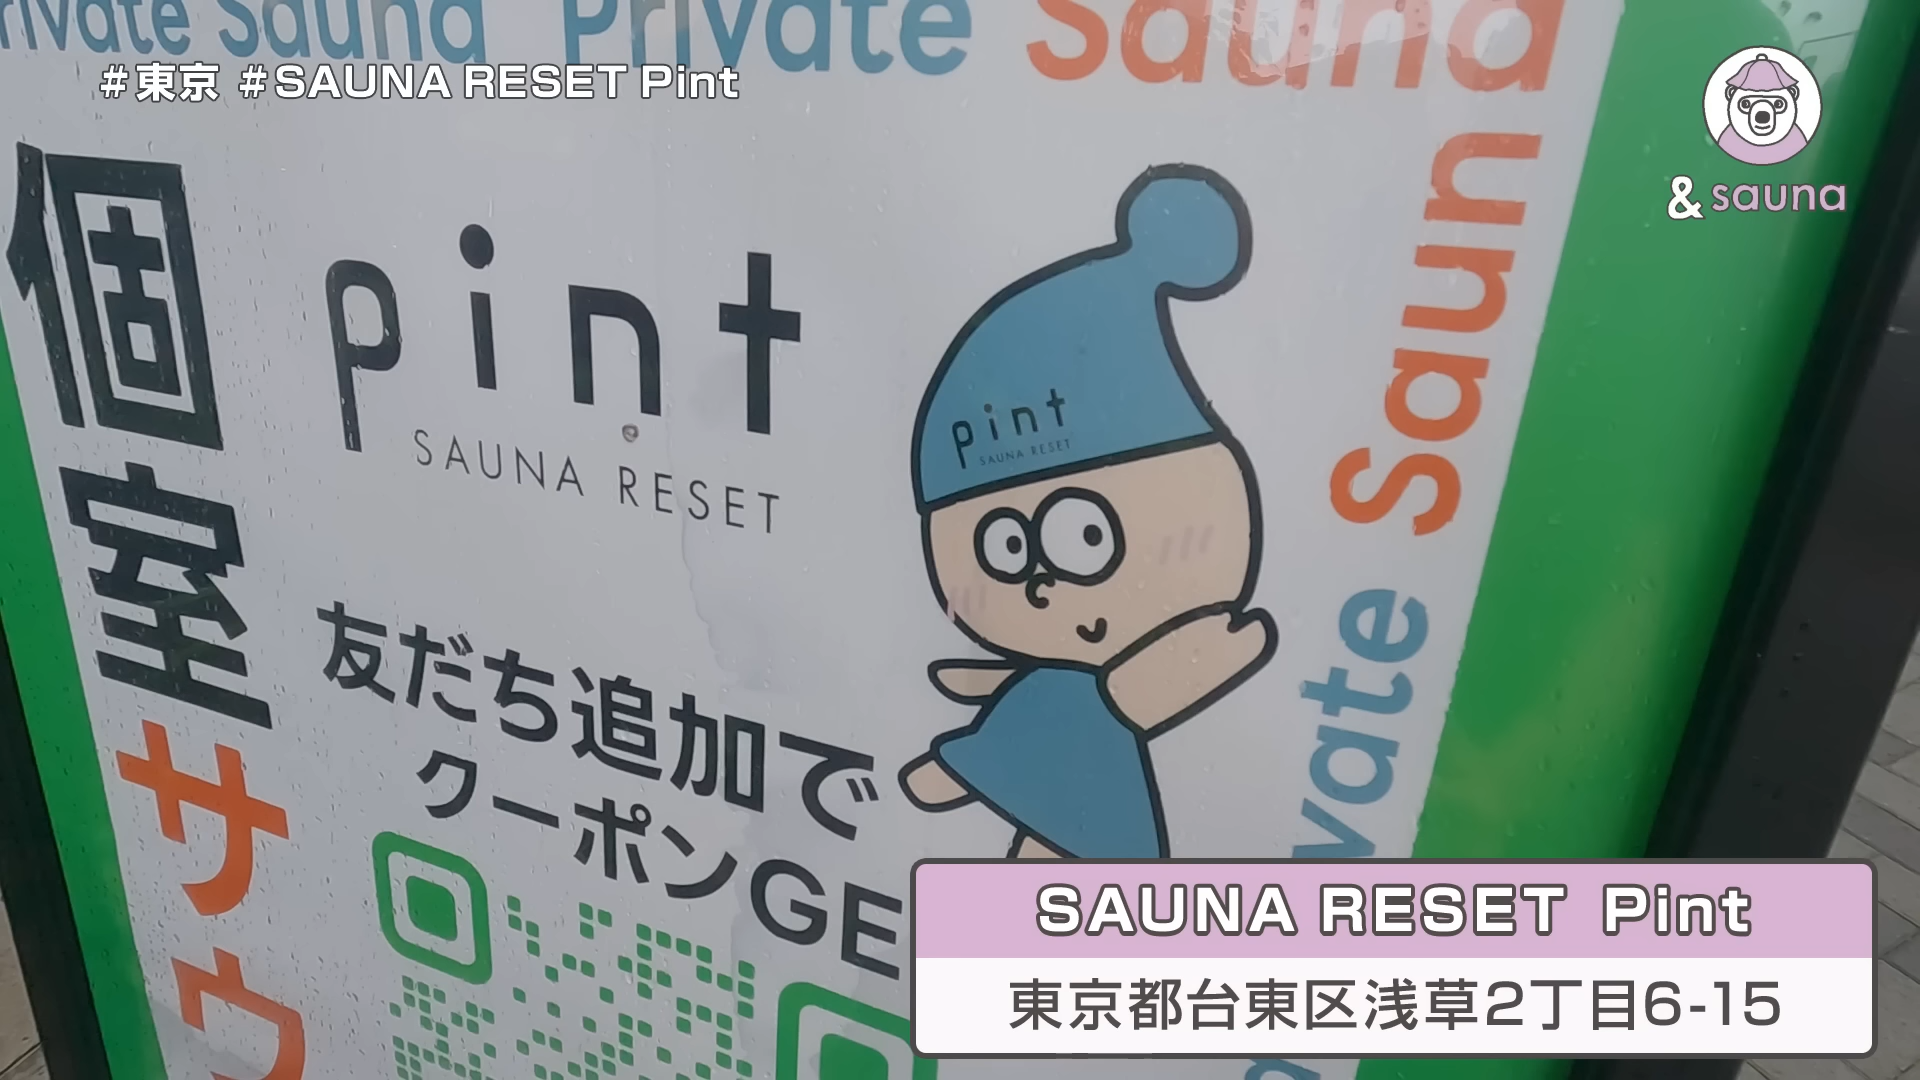 Private Sauna Private Sauna
#東京 #SAUNA RESET Pint
& sauna
個室サウ
pint
SAUNA RESET
pint
SAUNA RESET
友だち追加で
クーポンGE
vate Saun
SAUNA RESET Pint
東京都台東区浅草2丁目6-15